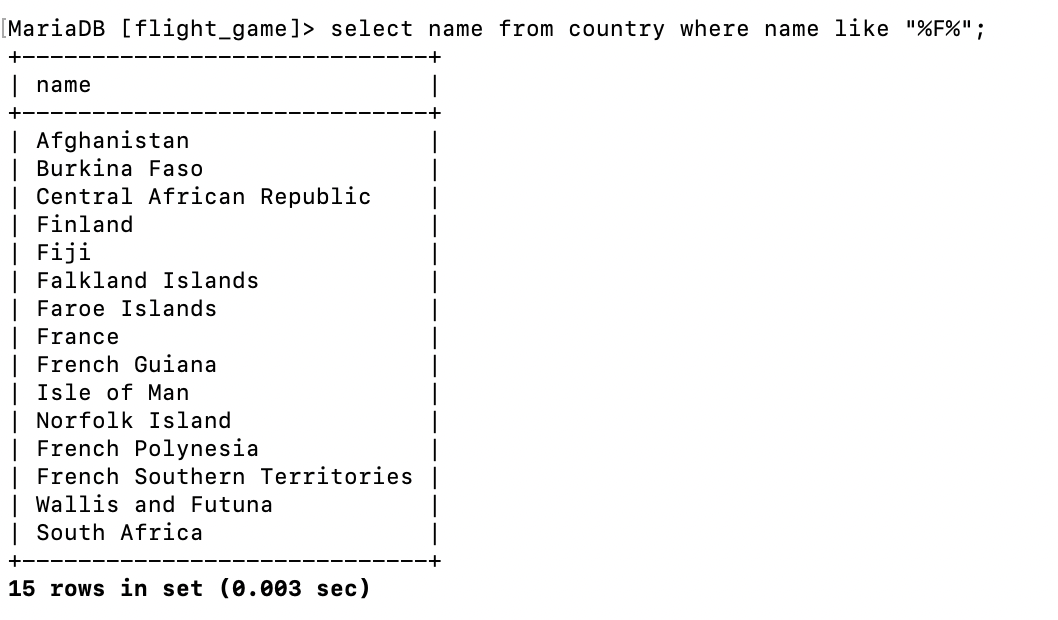 [MariaDB [flight_game]> select name from country where name like "%F%";
+-----------------------------+
| name                        |
+-----------------------------+
| Afghanistan                 |
| Burkina Faso                |
| Central African Republic    |
| Finland                     |
| Fiji                        |
| Falkland Islands            |
| Faroe Islands               |
| France                      |
| French Guiana               |
| Isle of Man                 |
| Norfolk Island              |
| French Polynesia            |
| French Southern Territories |
| Wallis and Futuna           |
| South Africa                |
+-----------------------------+
15 rows in set (0.003 sec)